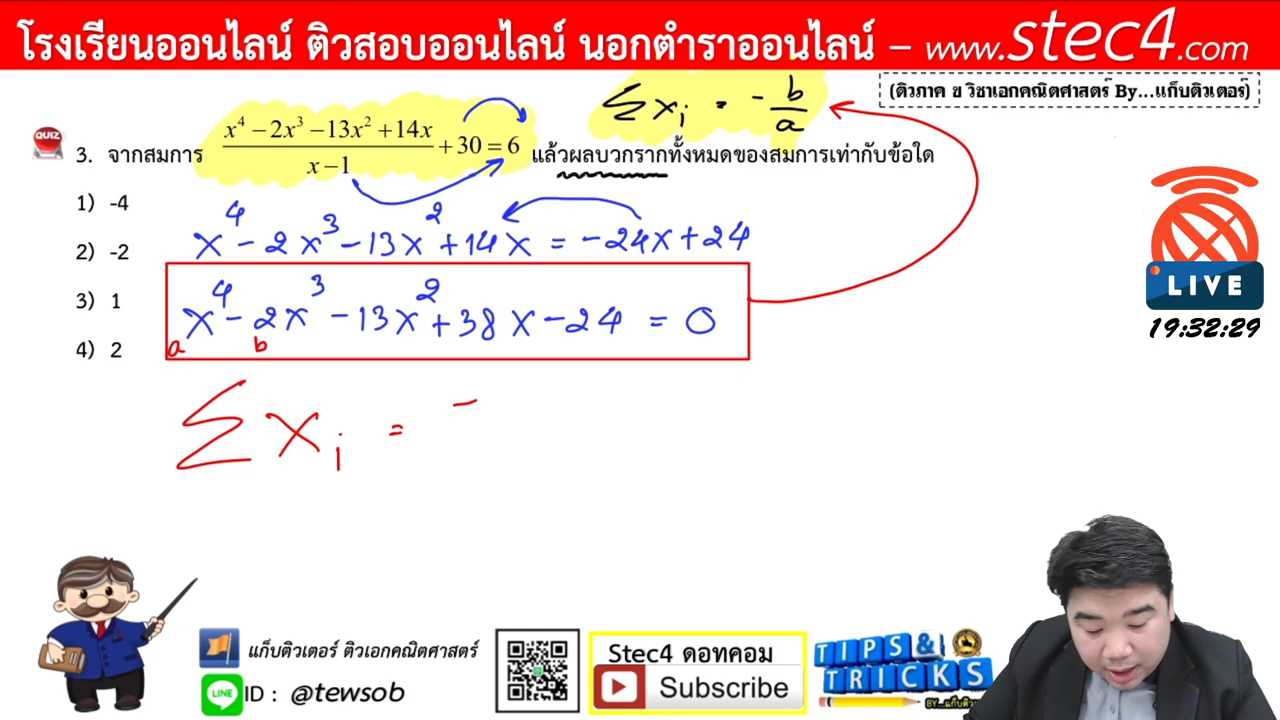 โรงเรียนออนไลน์ ติวสอบออนไลน์ นอกตำราออนไลน์ – www.stec4.com
(ติวภาค ข วิชาเอกคณิตศาสตร์ By...แก็บติวเตอร์)
Σxᵢ = -b/a
QUIZ
3. จากสมการ (x⁴ - 2x³ - 13x² + 14x)/(x - 1) + 30 = 6 แล้วผลบวกรากทั้งหมดของสมการเท่ากับข้อใด
1) -4
x⁴ - 2x³ - 13x² + 14x = -24x + 24
2) -2
3) 1
x⁴ - 2x³ - 13x² + 38x - 24 = 0
a b
4) 2
Σxᵢ = -
LIVE
19:32:29
แก็บติวเตอร์ ติวเอกคณิตศาสตร์
LINE ID : @tewsob
Stec4 ดอทคอม
Subscribe
TIPS &
TRICKS